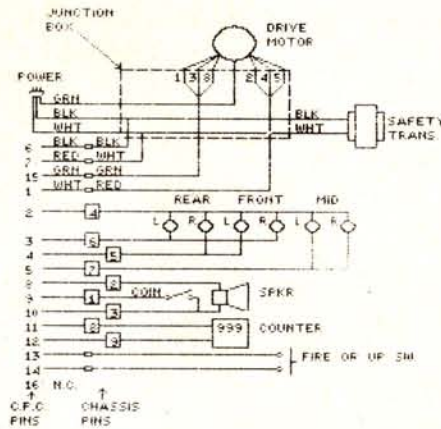 JUNCTION BOX
DRIVE MOTOR
1 3 8 2 4 5
POWER
GRN
BLK BLK
WHT WHT
SAFETY TRANS.
6 BLK BLK
7 RED WHT
15 GRN GRN
1 WHT RED
REAR FRONT MID
2 4
L R L R L R
3 6
4 5
5 7
8 2
9 1 COIN SPKR
10 3
11 8 999 COUNTER
12 9
13 FIRE OR UP SW
14
16 N.C.
C.P.C. PINS
CHASSIS PINS